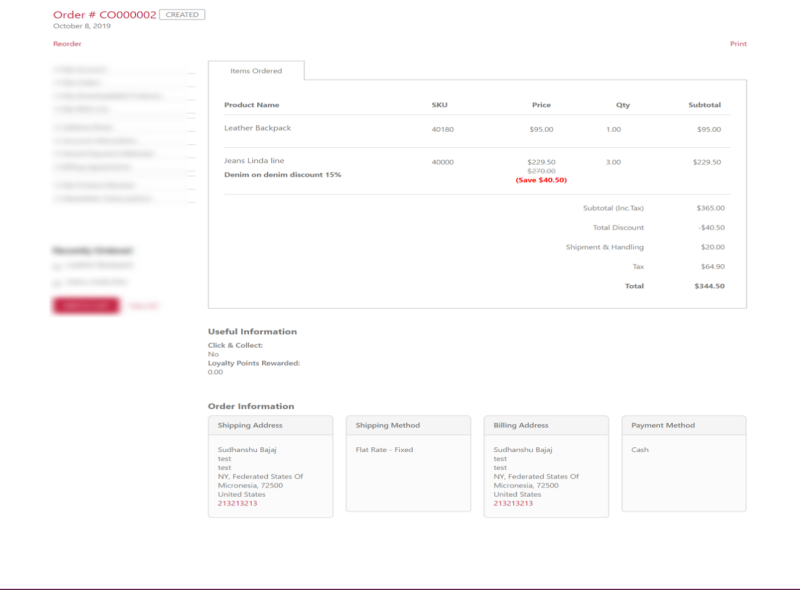 Order # CO000002 CREATED
October 8, 2019
Reorder
Print
Items Ordered
Product Name SKU Price Qty Subtotal
Leather Backpack 40180 $95.00 1.00 $95.00
Jeans Linda line 40000 $229.50 3.00 $229.50
$270.00
Denim on denim discount 15%
(Save $40.50)
Subtotal (Inc.Tax) $365.00
Total Discount -$40.50
Shipment & Handling $20.00
Tax $64.90
Total $344.50
Useful Information
Click & Collect:
No
Loyalty Points Rewarded:
0.00
Order Information
Shipping Address
Sudhanshu Bajaj
test
test
NY, Federated States Of
Micronesia, 72500
United States
213213213
Shipping Method
Flat Rate - Fixed
Billing Address
Sudhanshu Bajaj
test
test
NY, Federated States Of
Micronesia, 72500
United States
213213213
Payment Method
Cash